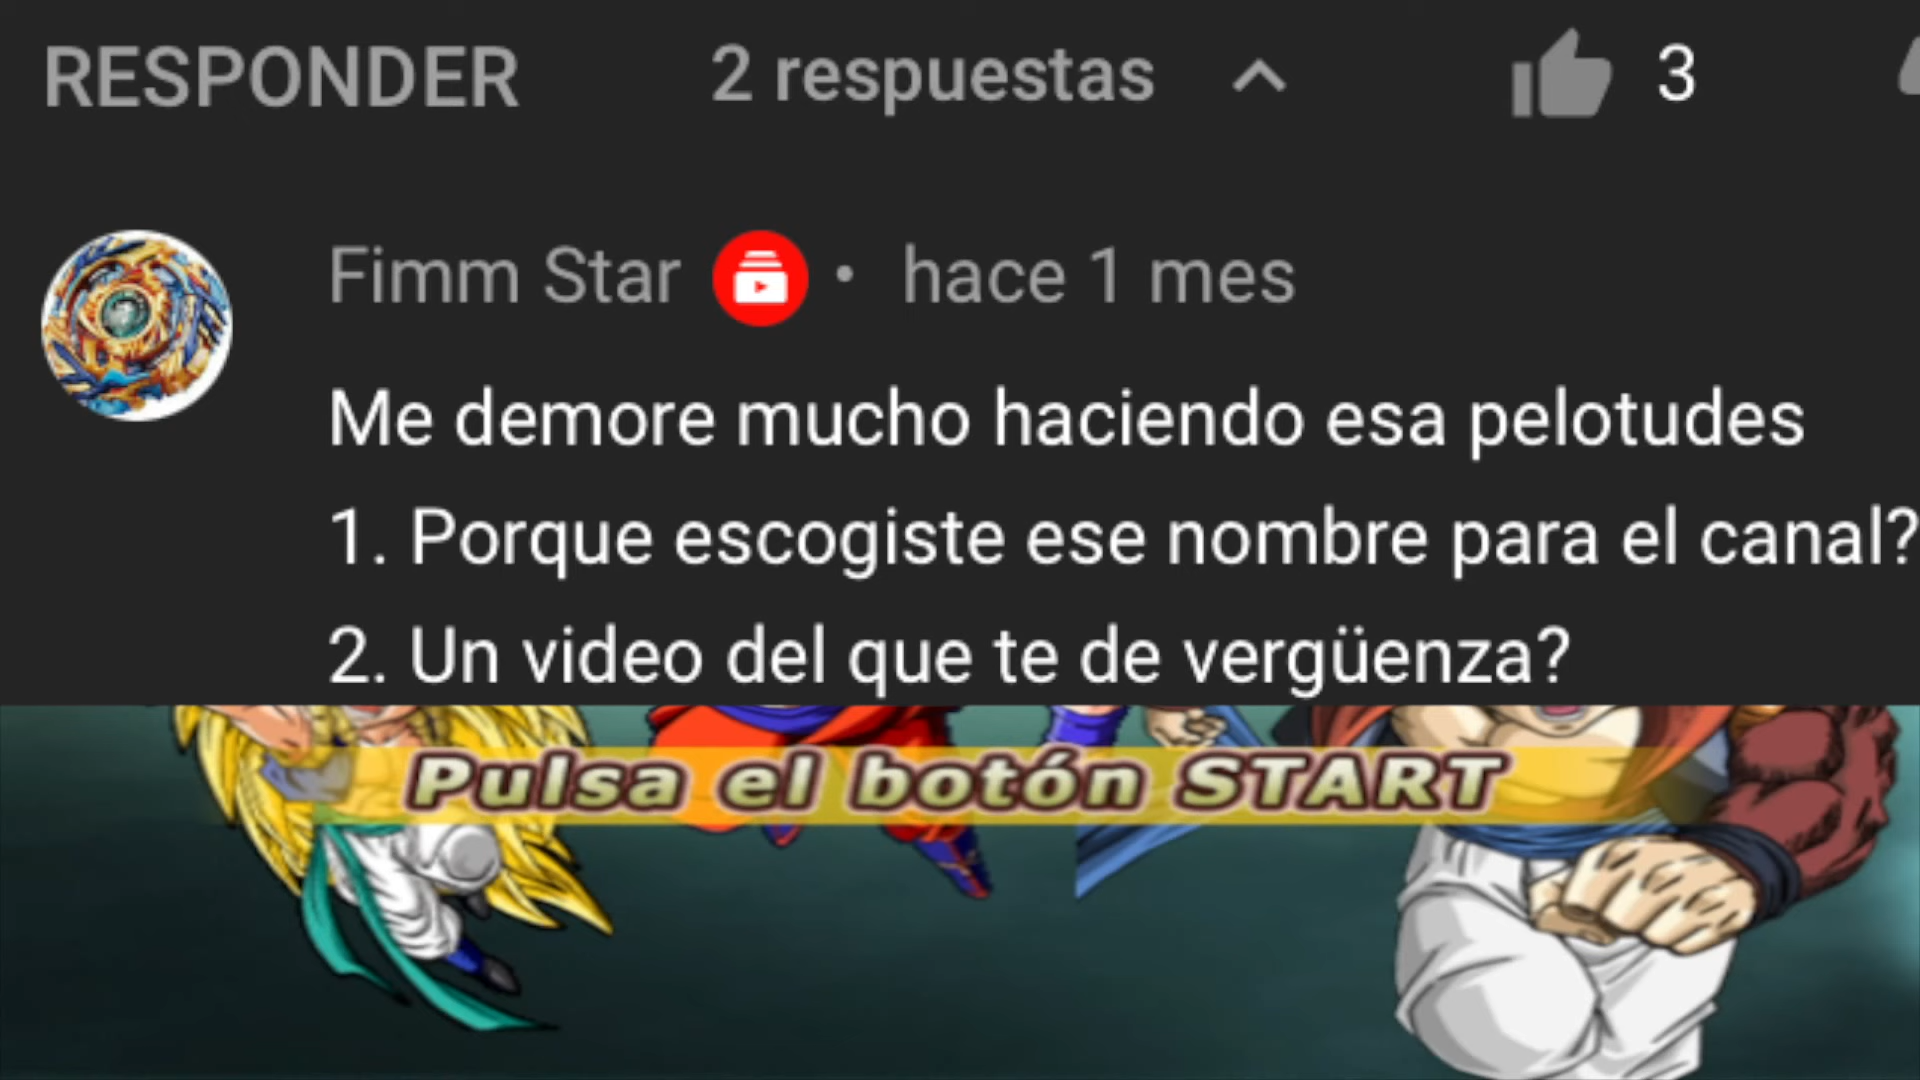 RESPONDER 2 respuestas 3
Fimm Star • hace 1 mes
Me demore mucho haciendo esa pelotudes
1. Porque escogiste ese nombre para el canal?
2. Un video del que te de vergüenza?
Pulsa el botón START